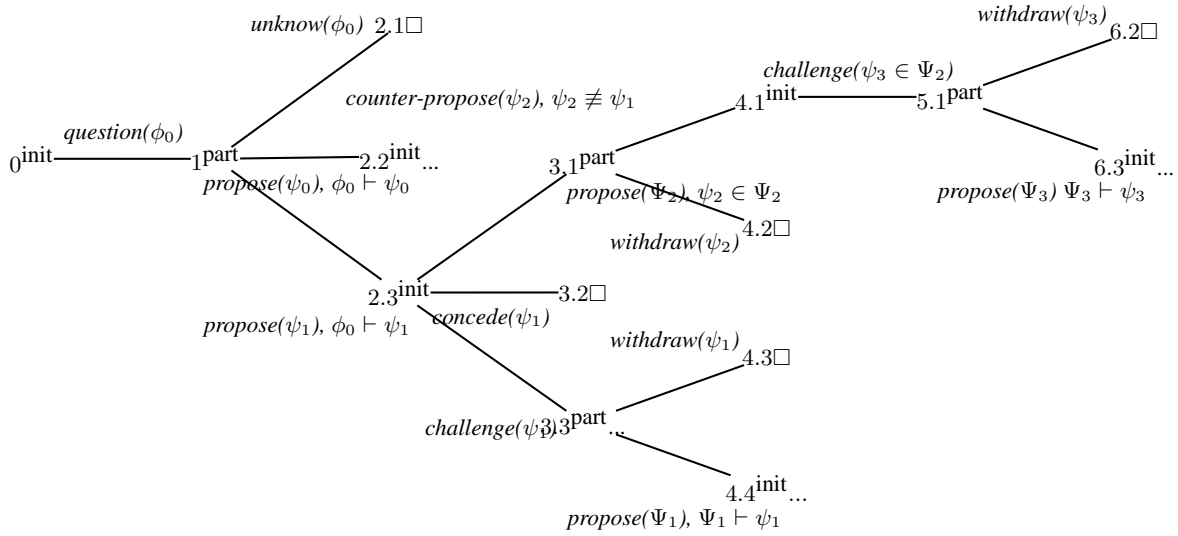 withdraw(ψ₃)
unknow(ϕ₀) 2.1□
6.2□
challenge(ψ₃ ∈ Ψ₂)
counter-propose(ψ₂), ψ₂ ≢ ψ₁
4.1init
5.1part
question(ϕ₀)
0init
1part
2.2init...
3.1part
6.3init...
propose(ψ₀), ϕ₀ ⊢ ψ₀
propose(Ψ₂), ψ₂ ∈ Ψ₂
propose(Ψ₃) Ψ₃ ⊢ ψ₃
withdraw(ψ₂)
4.2□
2.3init
3.2□
propose(ψ₁), ϕ₀ ⊢ ψ₁
concede(ψ₁)
withdraw(ψ₁)
4.3□
challenge(ψ₁)
3.3part...
4.4init...
propose(Ψ₁), Ψ₁ ⊢ ψ₁